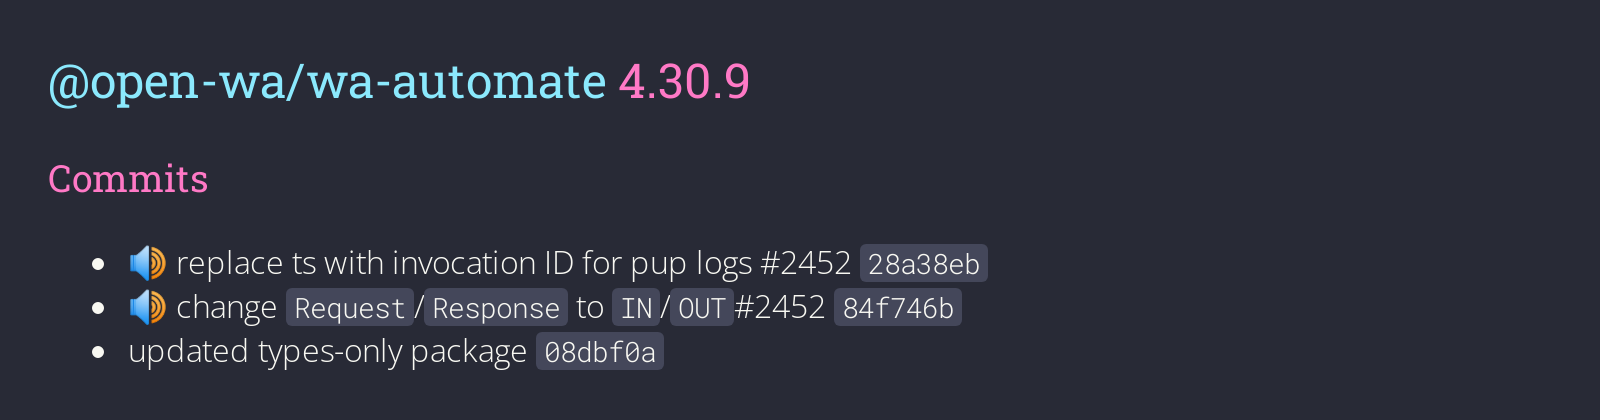 @open-wa/wa-automate 4.30.9
Commits
🔊 replace ts with invocation ID for pup logs #2452 28a38eb
🔊 change Request/Response to IN/OUT#2452 84f746b
updated types-only package 08dbf0a